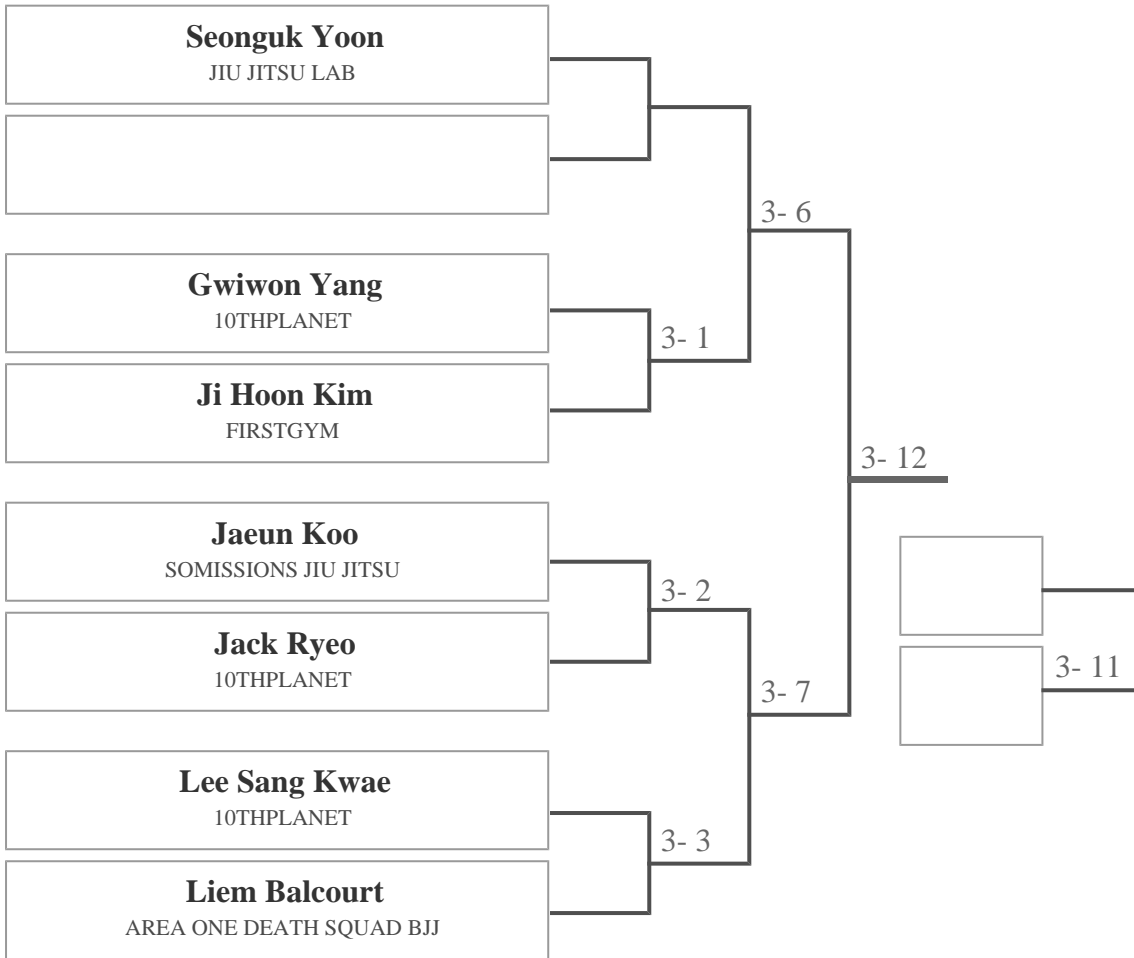 Seonguk Yoon
JIU JITSU LAB
3- 6
Gwiwon Yang
10THPLANET
3- 1
Ji Hoon Kim
FIRSTGYM
3- 12
Jaeun Koo
SOMISSIONS JIU JITSU
3- 2
Jack Ryeo
10THPLANET
3- 11
3- 7
Lee Sang Kwae
10THPLANET
3- 3
Liem Balcourt
AREA ONE DEATH SQUAD BJJ